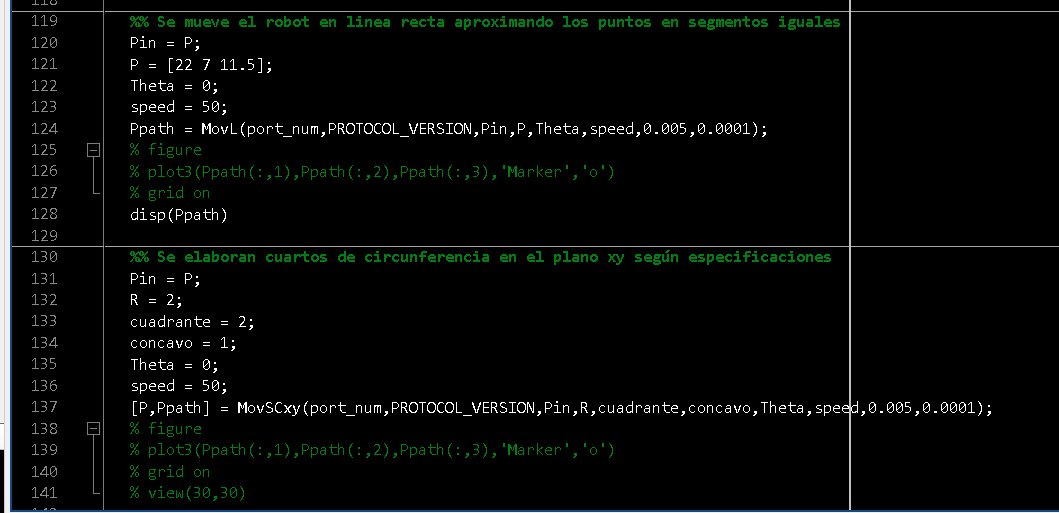 119 %% Se mueve el robot en linea recta aproximando los puntos en segmentos iguales
120 Pin = P;
121 P = [22 7 11.5];
122 Theta = 0;
123 speed = 50;
124 Ppath = MovL(port_num,PROTOCOL_VERSION,Pin,P,Theta,speed,0.005,0.0001);
125 % figure
126 % plot3(Ppath(:,1),Ppath(:,2),Ppath(:,3),'Marker','o')
127 % grid on
128 disp(Ppath)
129
130 %% Se elaboran cuartos de circunferencia en el plano xy según especificaciones
131 Pin = P;
132 R = 2;
133 cuadrante = 2;
134 concavo = 1;
135 Theta = 0;
136 speed = 50;
137 [P,Ppath] = MovSCxy(port_num,PROTOCOL_VERSION,Pin,R,cuadrante,concavo,Theta,speed,0.005,0.0001);
138 % figure
139 % plot3(Ppath(:,1),Ppath(:,2),Ppath(:,3),'Marker','o')
140 % grid on
141 % view(30,30)